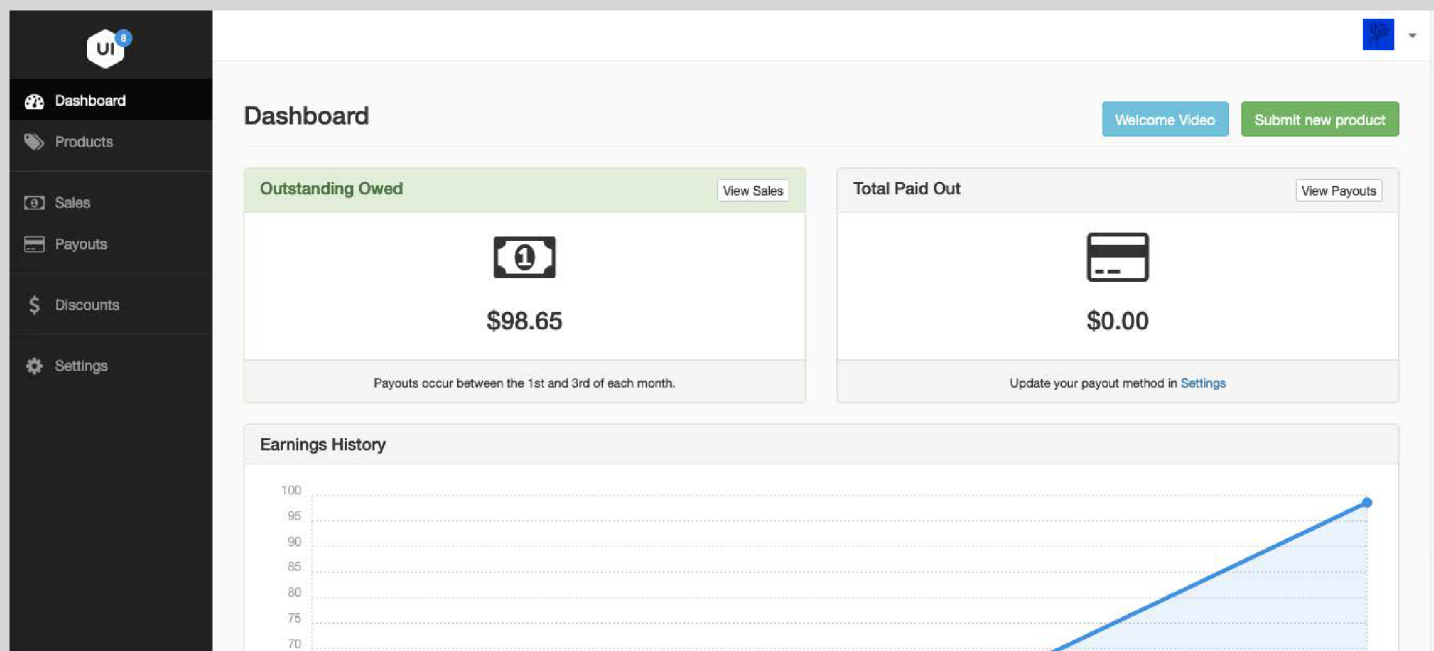 UI 8
Dashboard
Products
Sales
Payouts
Discounts
Settings
Dashboard
Welcome Video
Submit new product
Outstanding Owed
View Sales
1
$98.65
Payouts occur between the 1st and 3rd of each month.
Total Paid Out
View Payouts
$0.00
Update your payout method in Settings
Earnings History
100
95
90
85
80
75
70